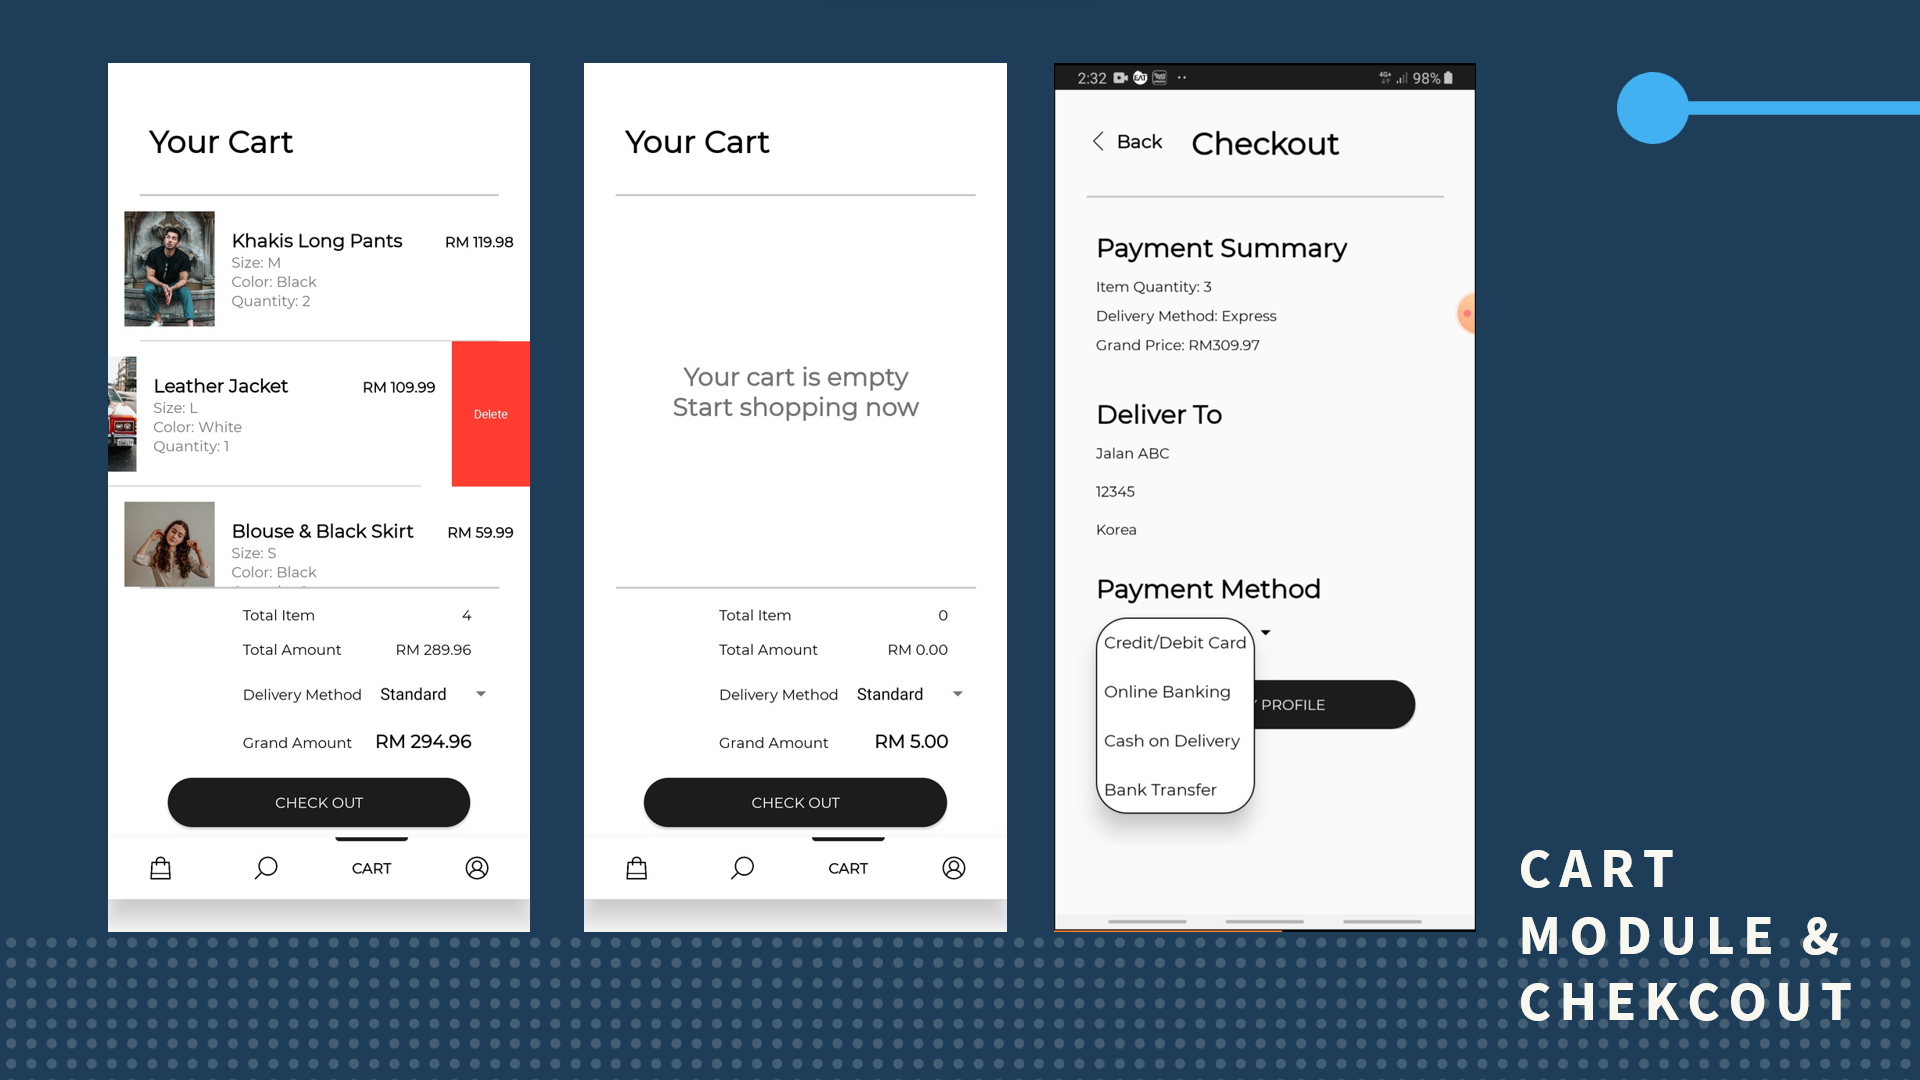 Your Cart
Khakis Long Pants RM 119.98
Size: M
Color: Black
Quantity: 2
Leather Jacket RM 109.99
Size: L
Color: White
Quantity: 1
Delete
Blouse & Black Skirt RM 59.99
Size: S
Color: Black
Total Item 4
Total Amount RM 289.96
Delivery Method Standard
Grand Amount RM 294.96
CHECK OUT
CART
Your Cart
Your cart is empty
Start shopping now
Total Item 0
Total Amount RM 0.00
Delivery Method Standard
Grand Amount RM 5.00
CHECK OUT
CART
2:32 EAT 4G+ 98%
Back Checkout
Payment Summary
Item Quantity: 3
Delivery Method: Express
Grand Price: RM309.97
Deliver To
Jalan ABC
12345
Korea
Payment Method
Credit/Debit Card
Online Banking
PROFILE
Cash on Delivery
Bank Transfer
CART
MODULE &
CHEKCOUT